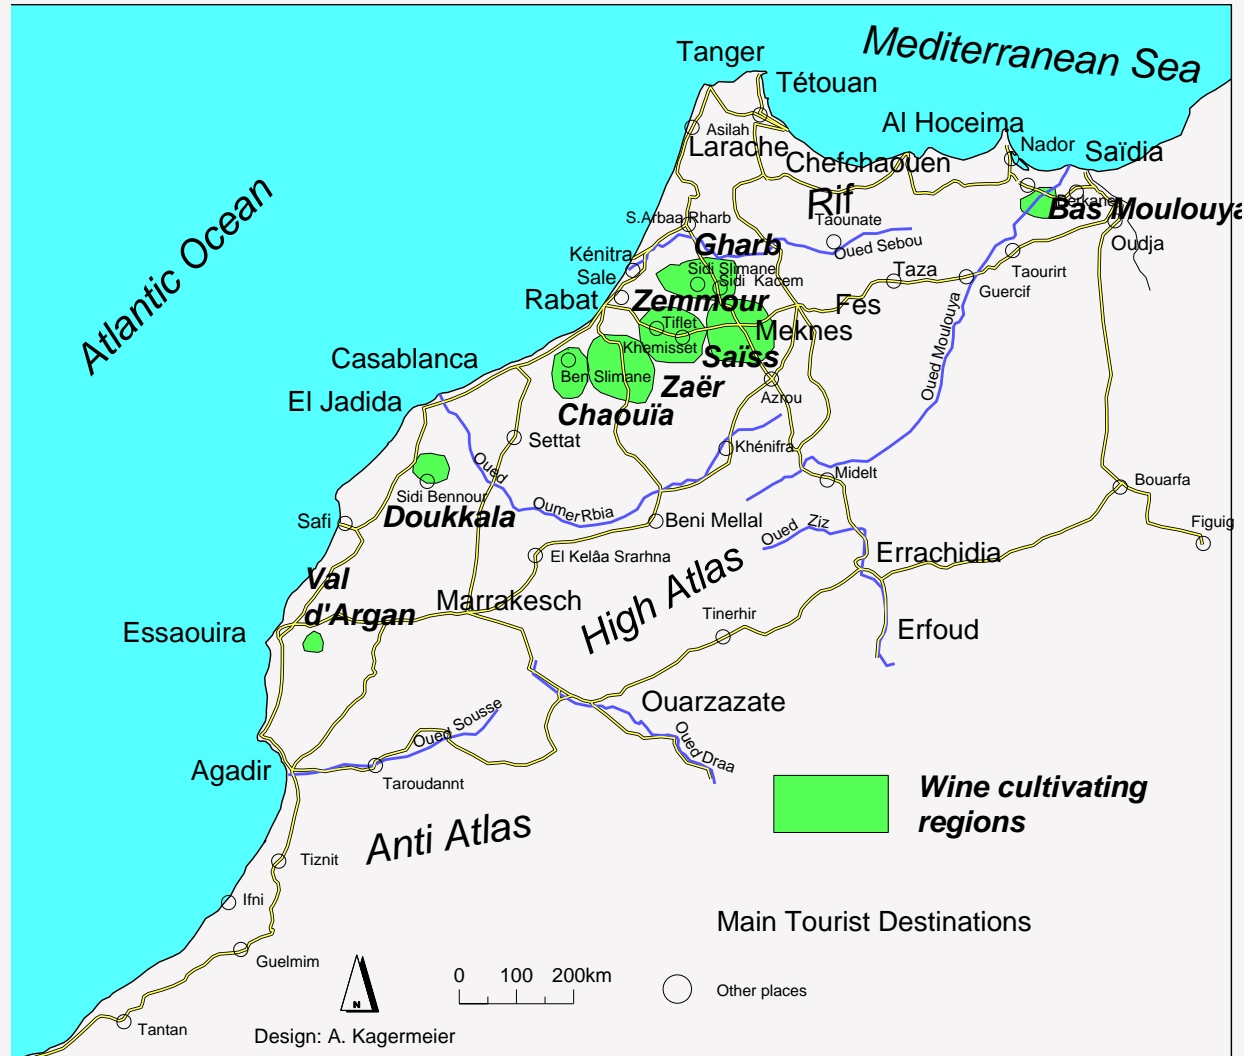 Mediterranean Sea
Tanger
Tétouan
Al Hoceima
Asilah
Larache
Nador
Saïdia
Chefchaouen
Atlantic Ocean
Rif
Berkane
Bas Moulouya
S.Arbaa Rharb
Taounate
Gharb
Oued Sebou
Oudja
Kénitra
Sale
Sidi Slimane
Sidi Kacem
Taza
Taourirt
Guercif
Rabat
Zemmour
Fes
Tiflet
Meknes
Oued Moulouya
Khemisset
Saïss
Casablanca
Ben Slimane
Zaër
El Jadida
Azrou
Chaouïa
Settat
Khénifra
Oued
Midelt
Bouarfa
Sidi Bennour
OumerRbia
Doukkala
Safi
Beni Mellal
Oued Ziz
Figuig
El Kelâa Srarhna
High Atlas
Errachidia
Val
d'Argan
Marrakesch
Tinerhir
Essaouira
Erfoud
Ouarzazate
Oued Sousse
Oued Draa
Agadir
Taroudannt
Wine cultivating
regions
Anti Atlas
Tiznit
Ifni
Main Tourist Destinations
Guelmim
0 100 200km
Other places
N
Tantan
Design: A. Kagermeier